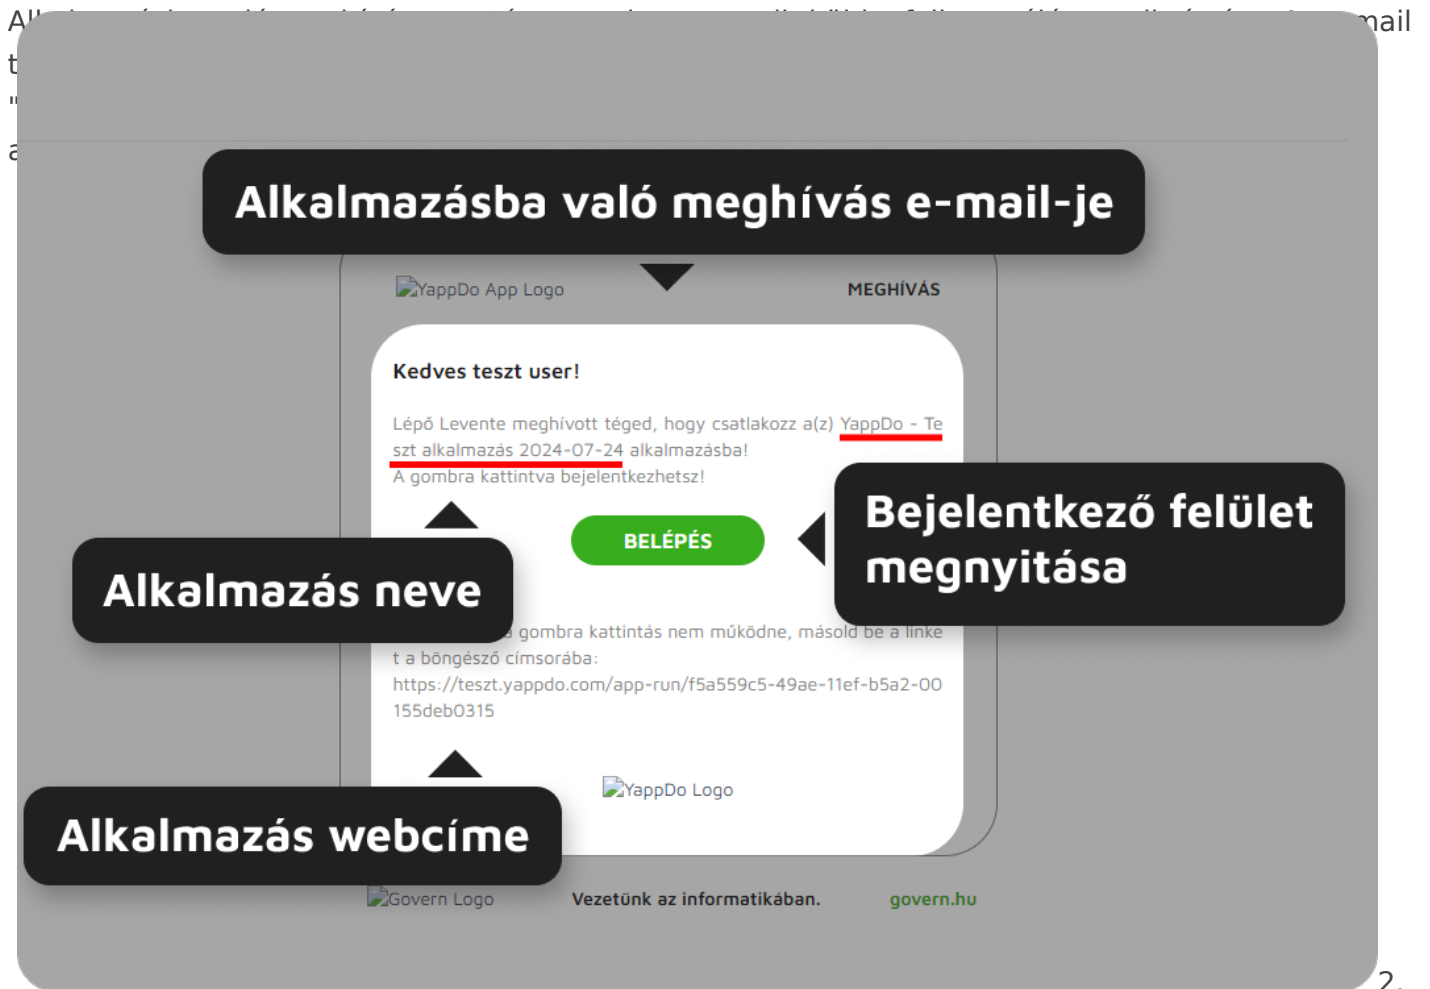 mail
Alkalmazásba való meghívás e-mail-je
YappDo App Logo
MEGHÍVÁS
Kedves teszt user!
Lépő Levente meghívott téged, hogy csatlakozz a(z) YappDo - Te
szt alkalmazás 2024-07-24 alkalmazásba!
A gombra kattintva bejelentkezhetsz!
Bejelentkező felület
megnyitása
BELÉPÉS
Alkalmazás neve
a gombra kattintás nem működne, másold be a linke
t a böngésző címsorába:
https://teszt.yappdo.com/app-run/f5a559c5-49ae-11ef-b5a2-00
155deb0315
YappDo Logo
Alkalmazás webcíme
Govern Logo
Vezetünk az informatikában.
govern.hu
2.